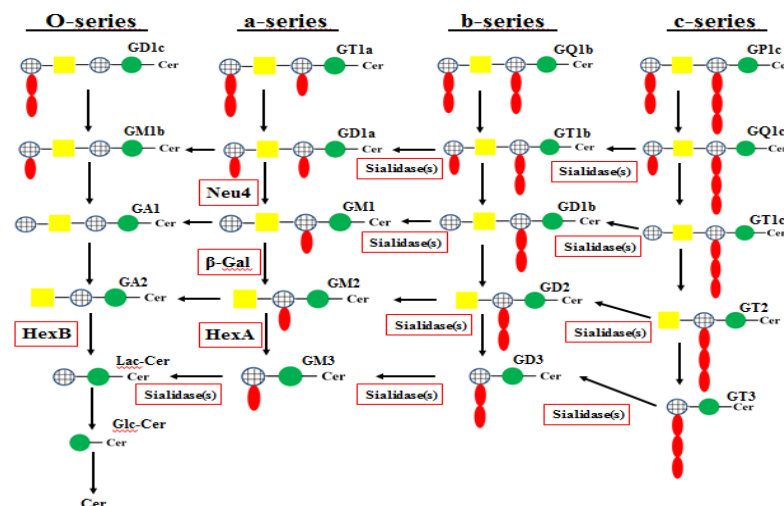 O-series a-series b-series c-series
GD1c GT1a GQ1b GP1c
Cer Cer Cer Cer
GM1b GD1a GT1b GQ1c
Cer Cer Cer Cer
Sialidase(s) Sialidase(s)
Neu4
GA1 GM1 GD1b GT1c
Cer Cer Cer Cer
Sialidase(s) Sialidase(s)
β-Gal
GA2 GM2 GD2 GT2
Cer Cer Cer Cer
HexB HexA Sialidase(s) Sialidase(s)
Lac-Cer GM3 GD3 GT3
Cer Cer Cer Cer
Sialidase(s) Sialidase(s) Sialidase(s)
Glc-Cer
Cer
Cer